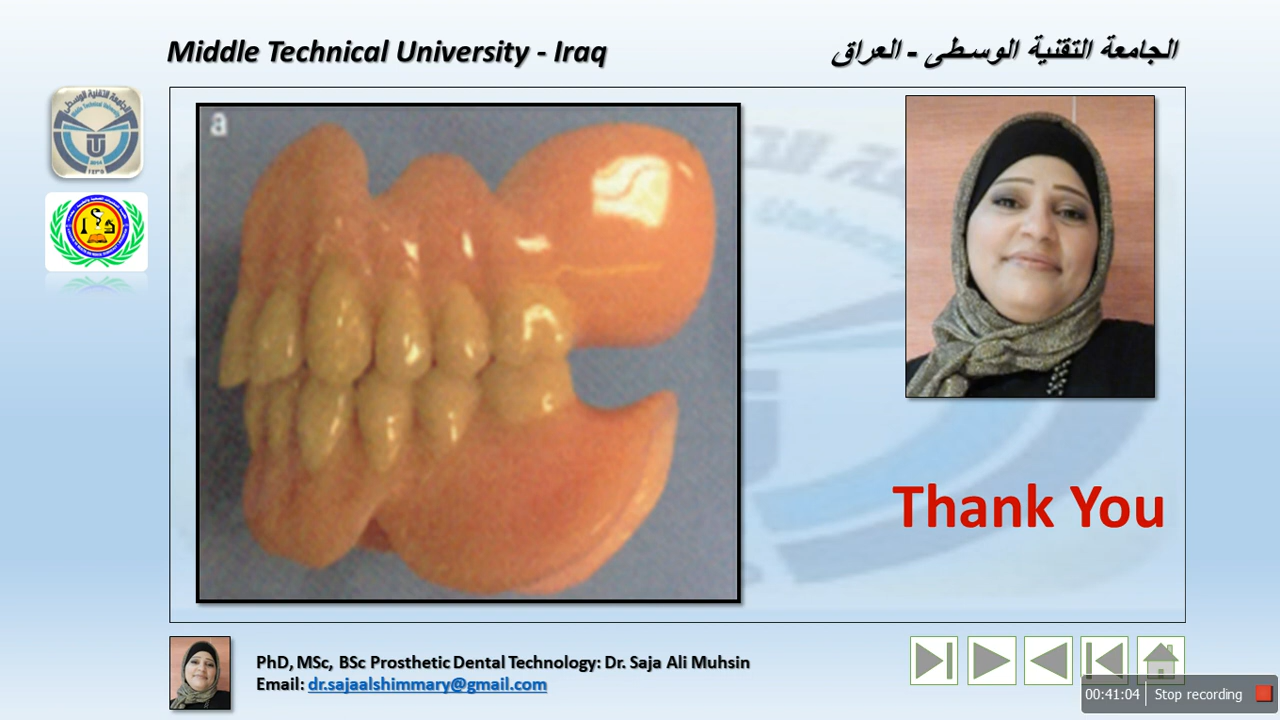 Middle Technical University - Iraq
الجامعة التقنية الوسطى - العراق
a
Thank You
PhD, MSc, BSc Prosthetic Dental Technology: Dr. Saja Ali Muhsin
Email: dr.sajaalshimmary@gmail.com
00:41:04 Stop recording